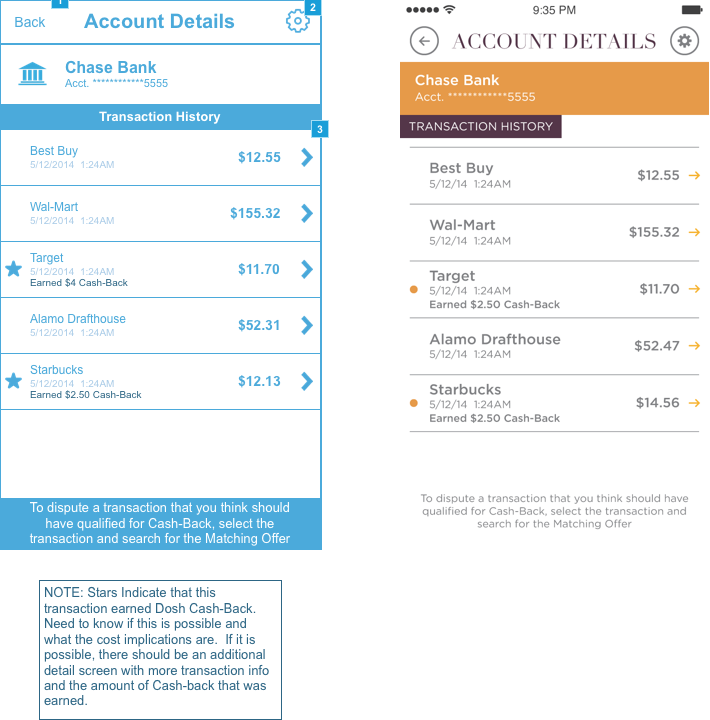 1
2
Back
Account Details
Chase Bank
Acct. ************5555
Transaction History
3
Best Buy
5/12/2014 1:24AM
$12.55
Wal-Mart
5/12/2014 1:24AM
$155.32
Target
5/12/2014 1:24AM
Earned $4 Cash-Back
$11.70
Alamo Drafthouse
5/12/2014 1:24AM
$52.31
Starbucks
5/12/2014 1:24AM
Earned $2.50 Cash-Back
$12.13
To dispute a transaction that you think should
have qualified for Cash-Back, select the
transaction and search for the Matching Offer
NOTE: Stars Indicate that this
transaction earned Dosh Cash-Back.
Need to know if this is possible and
what the cost implications are. If it is
possible, there should be an additional
detail screen with more transaction info
and the amount of Cash-back that was
earned.
9:35 PM
ACCOUNT DETAILS
Chase Bank
Acct. ************5555
TRANSACTION HISTORY
Best Buy
5/12/14 1:24AM
$12.55
Wal-Mart
5/12/14 1:24AM
$155.32
Target
5/12/14 1:24AM
Earned $2.50 Cash-Back
$11.70
Alamo Drafthouse
5/12/14 1:24AM
$52.47
Starbucks
5/12/14 1:24AM
Earned $2.50 Cash-Back
$14.56
To dispute a transaction that you think should have
qualified for Cash-Back, select the transaction and
search for the Matching Offer